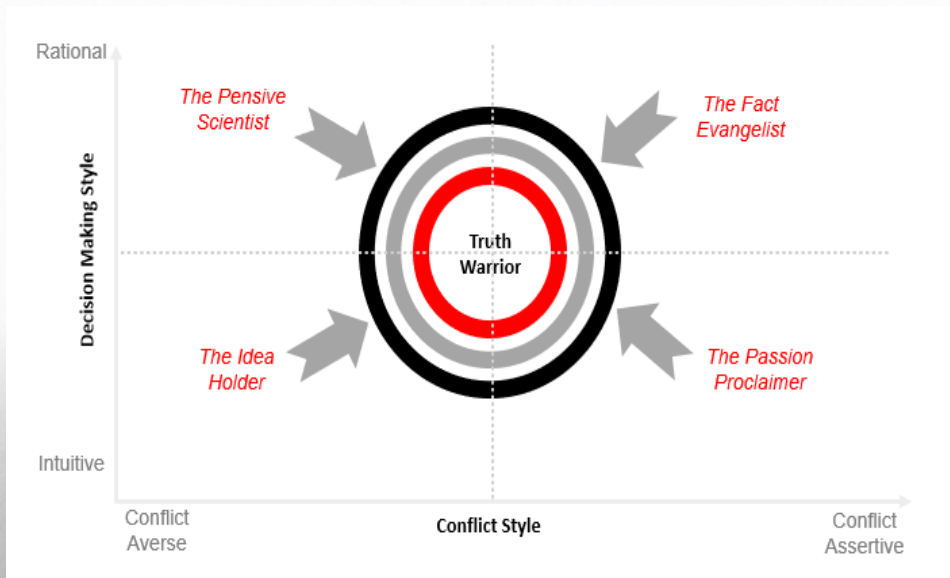 Rational
The Pensive
Scientist
The Fact
Evangelist
Decision Making Style
Truth
Warrior
The Idea
Holder
The Passion
Proclaimer
Intuitive
Conflict
Averse
Conflict Style
Conflict
Assertive